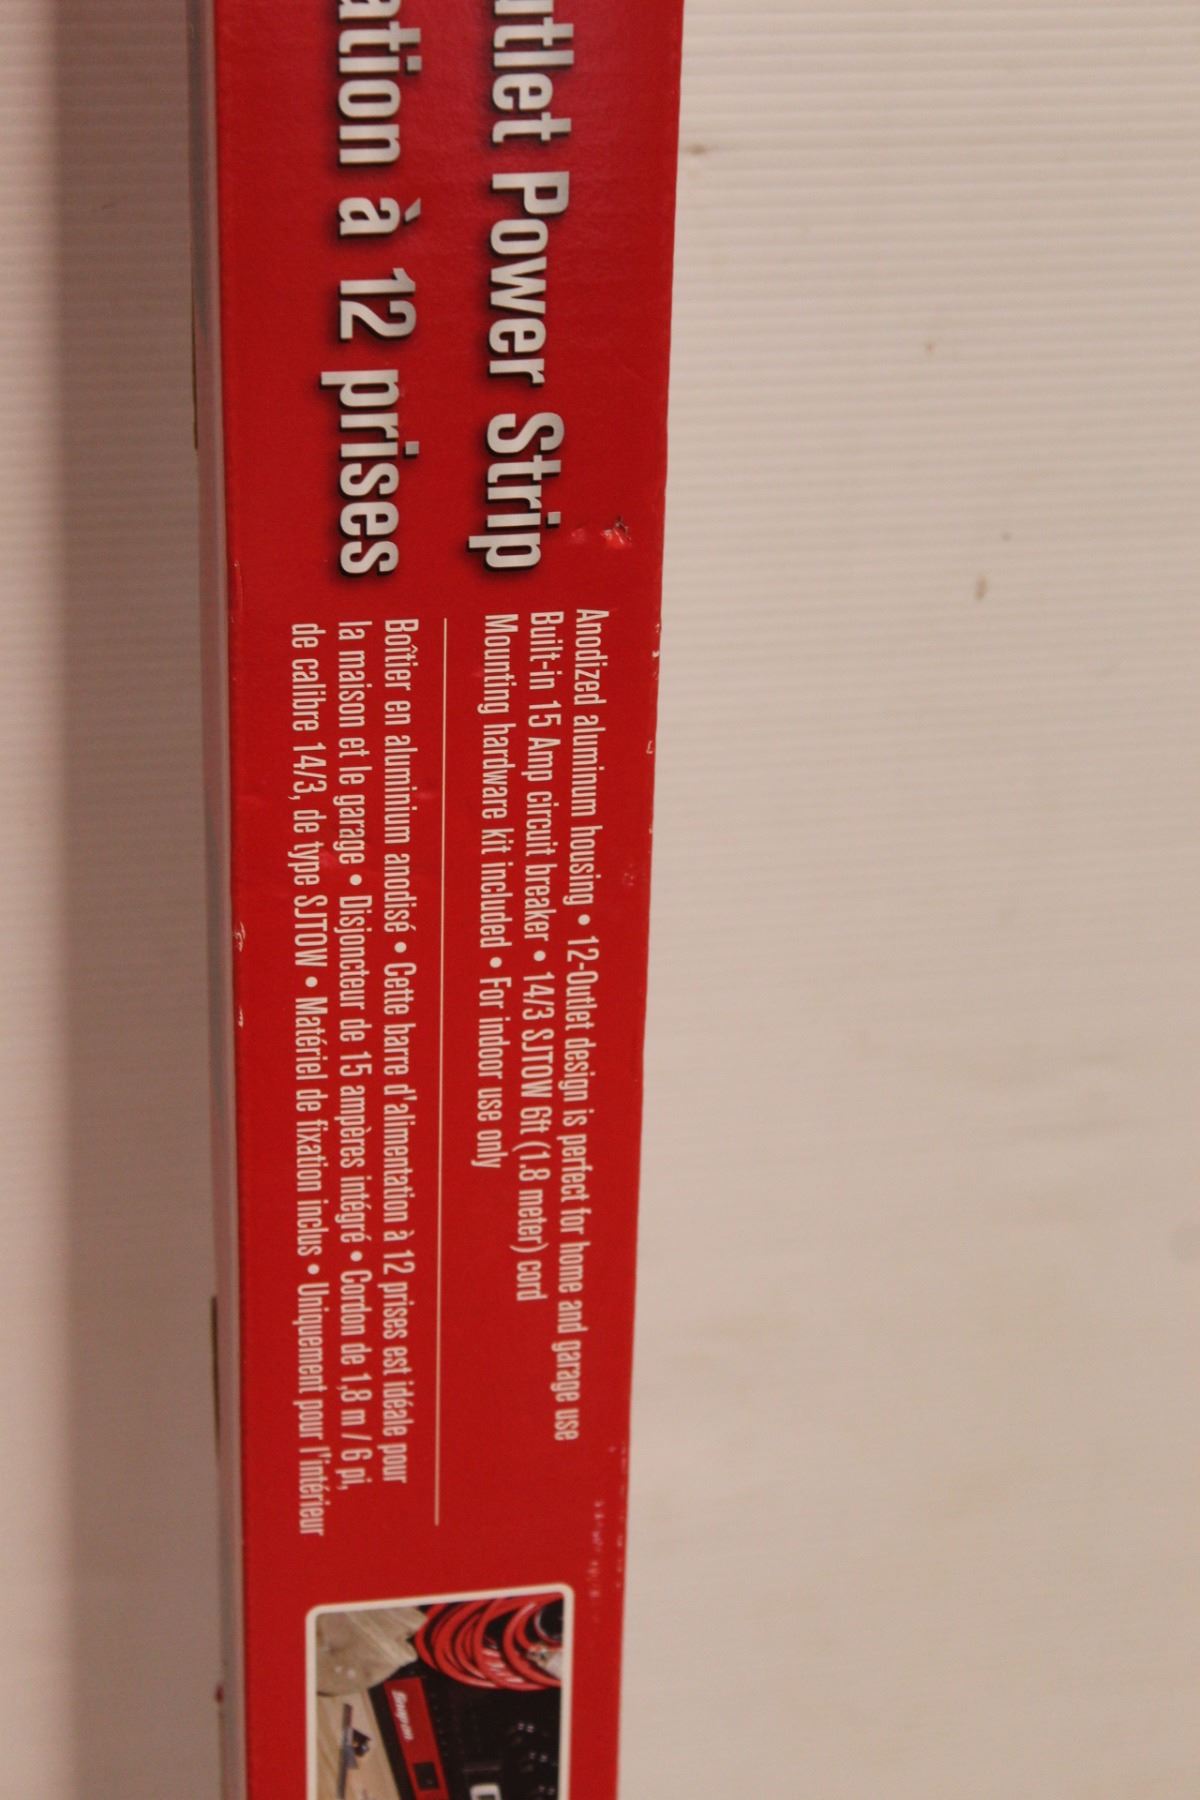 utlet Power Strip
ation à 12 prises
Anodized aluminum housing • 12-Outlet design is perfect for home and garage use
Built-in 15 Amp circuit breaker • 14/3 SJTOW 6ft (1.8 meter) cord
Mounting hardware kit included • For indoor use only
Boîtier en aluminium anodisé • Cette barre d'alimentation à 12 prises est idéale pour
la maison et le garage • Disjoncteur de 15 ampères intégré • Cordon de 1,8 m / 6 pi,
de calibre 14/3, de type SJTOW • Matériel de fixation inclus • Uniquement pour l'intérieur
Snap-on